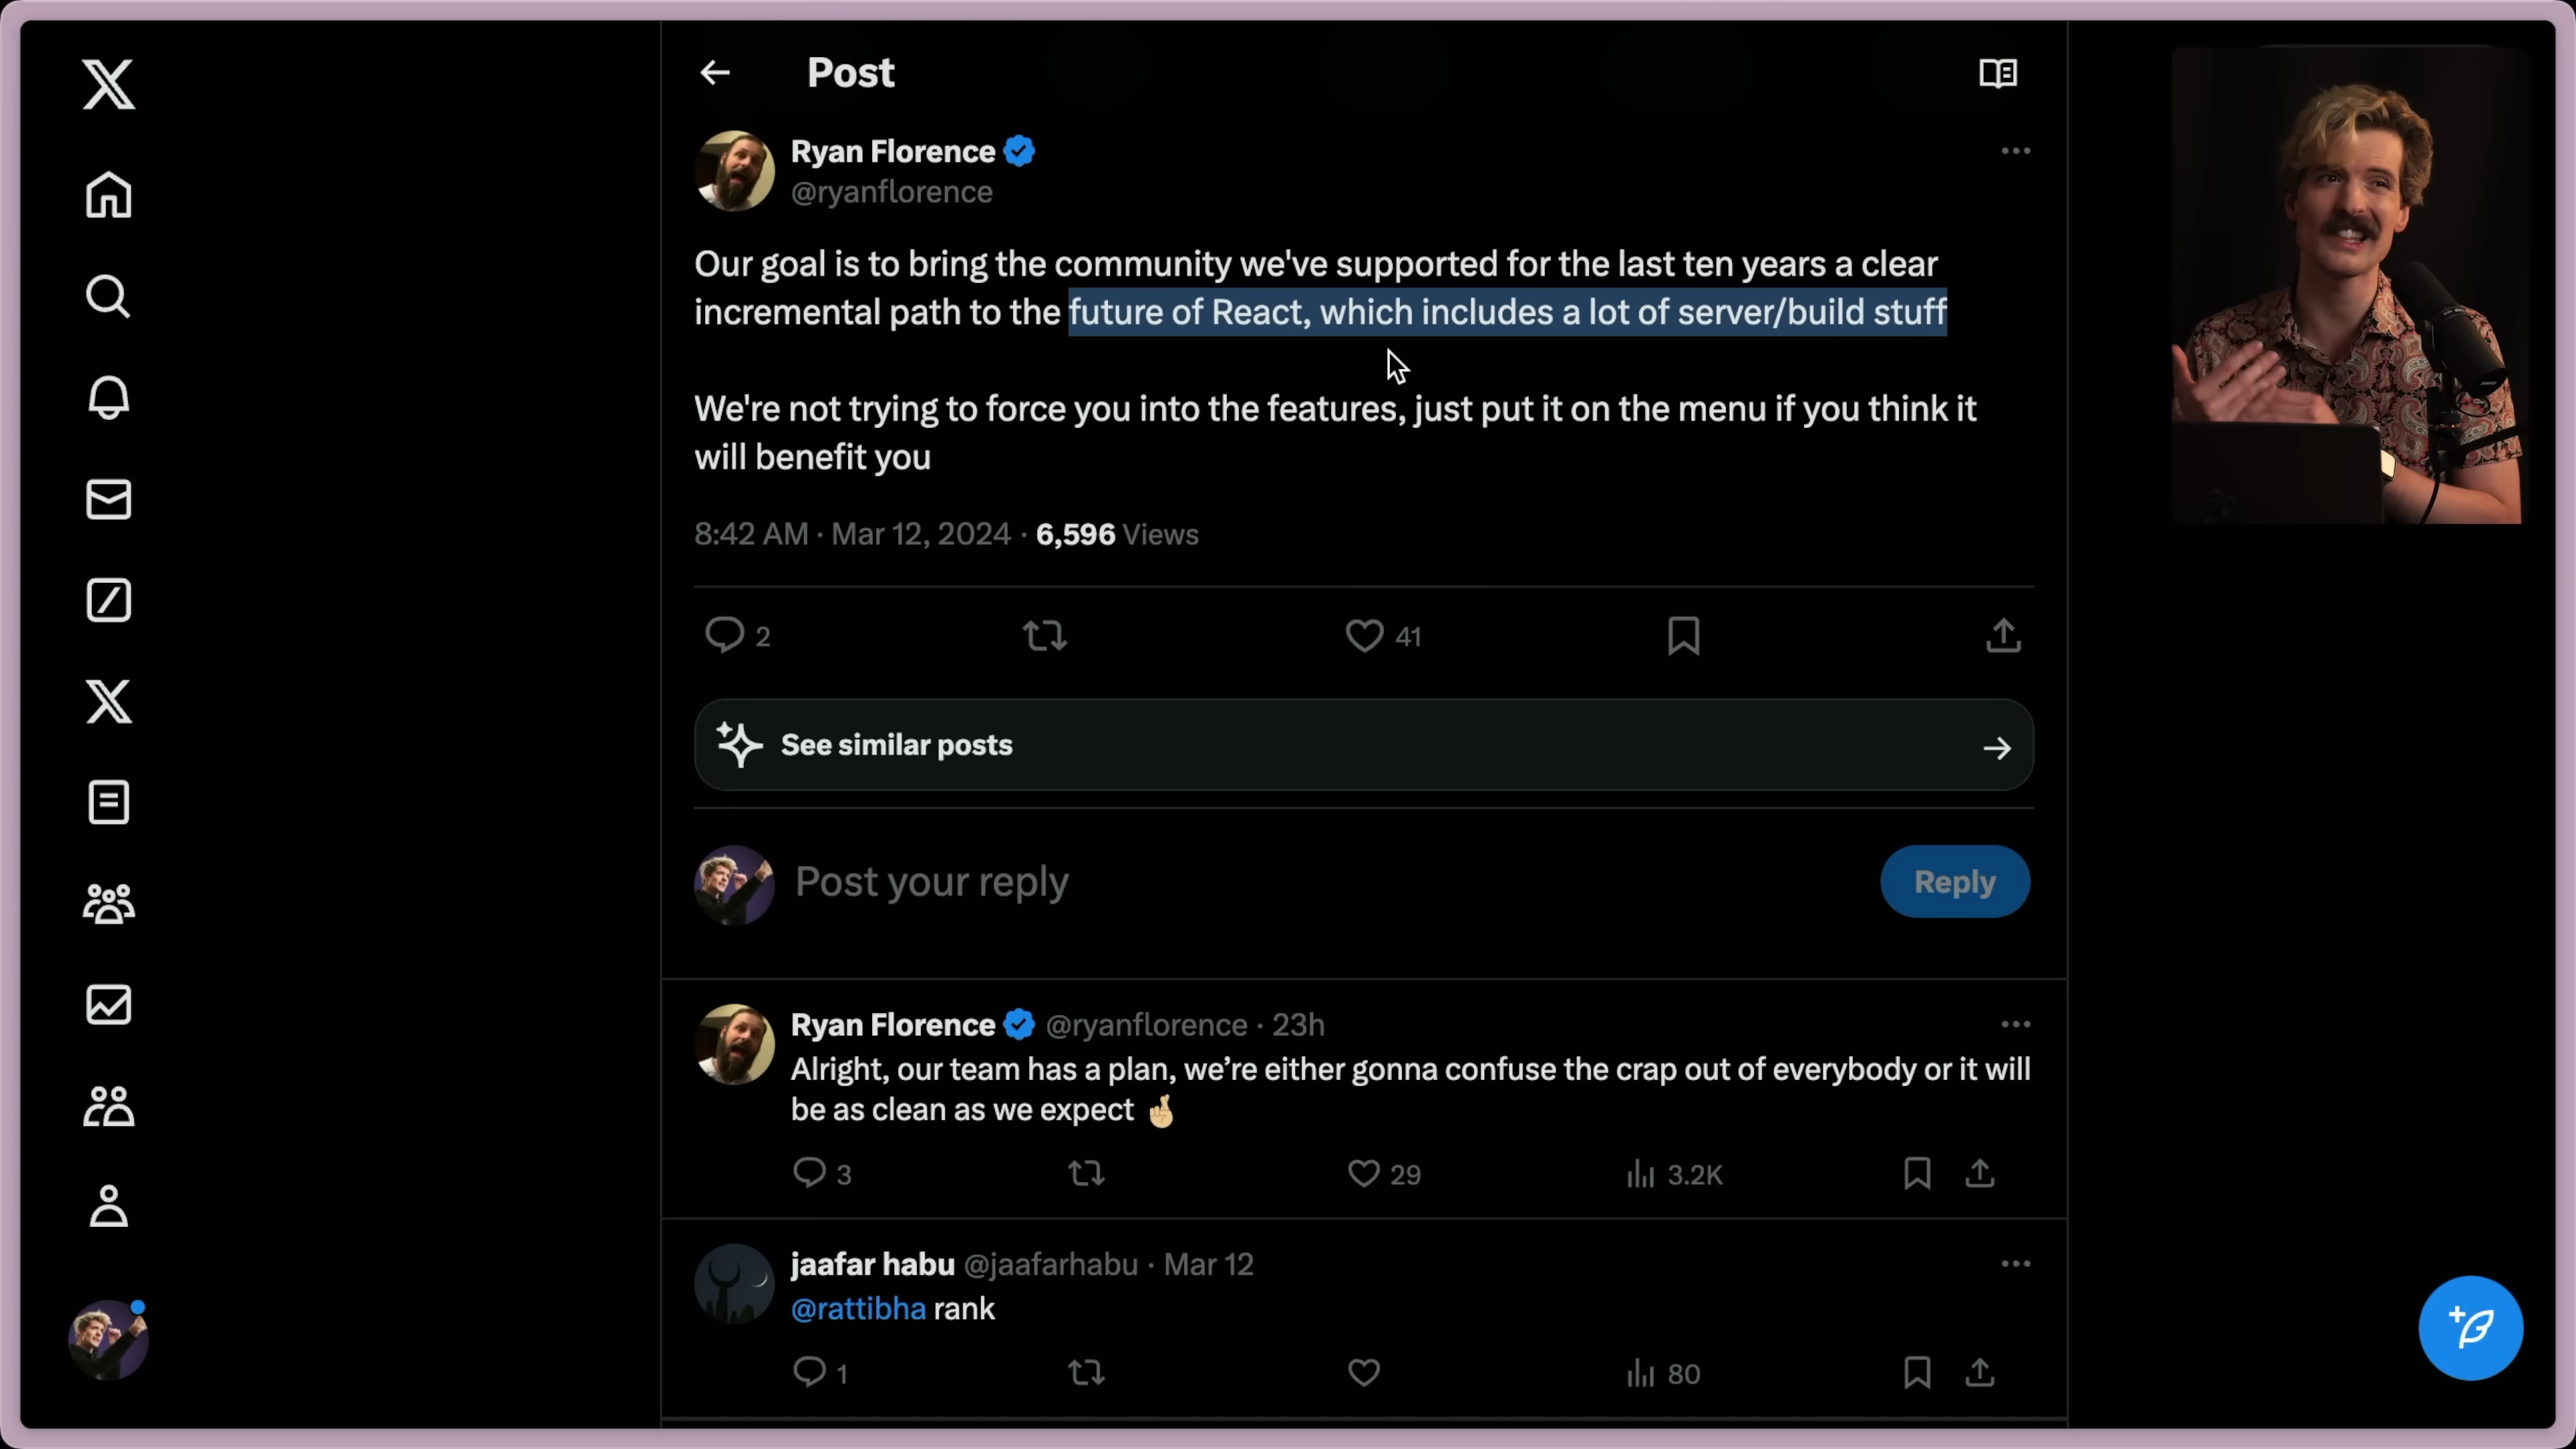 Post
Ryan Florence
@ryanflorence
Our goal is to bring the community we've supported for the last ten years a clear
incremental path to the future of React, which includes a lot of server/build stuff
We're not trying to force you into the features, just put it on the menu if you think it
will benefit you
8:42 AM · Mar 12, 2024 · 6,596 Views
2
41
See similar posts
Post your reply
Reply
Ryan Florence @ryanflorence · 23h
Alright, our team has a plan, we’re either gonna confuse the crap out of everybody or it will
be as clean as we expect 🤞🏼
3
29
3.2K
jaafar habu @jaafarhabu · Mar 12
@rattibha rank
1
80